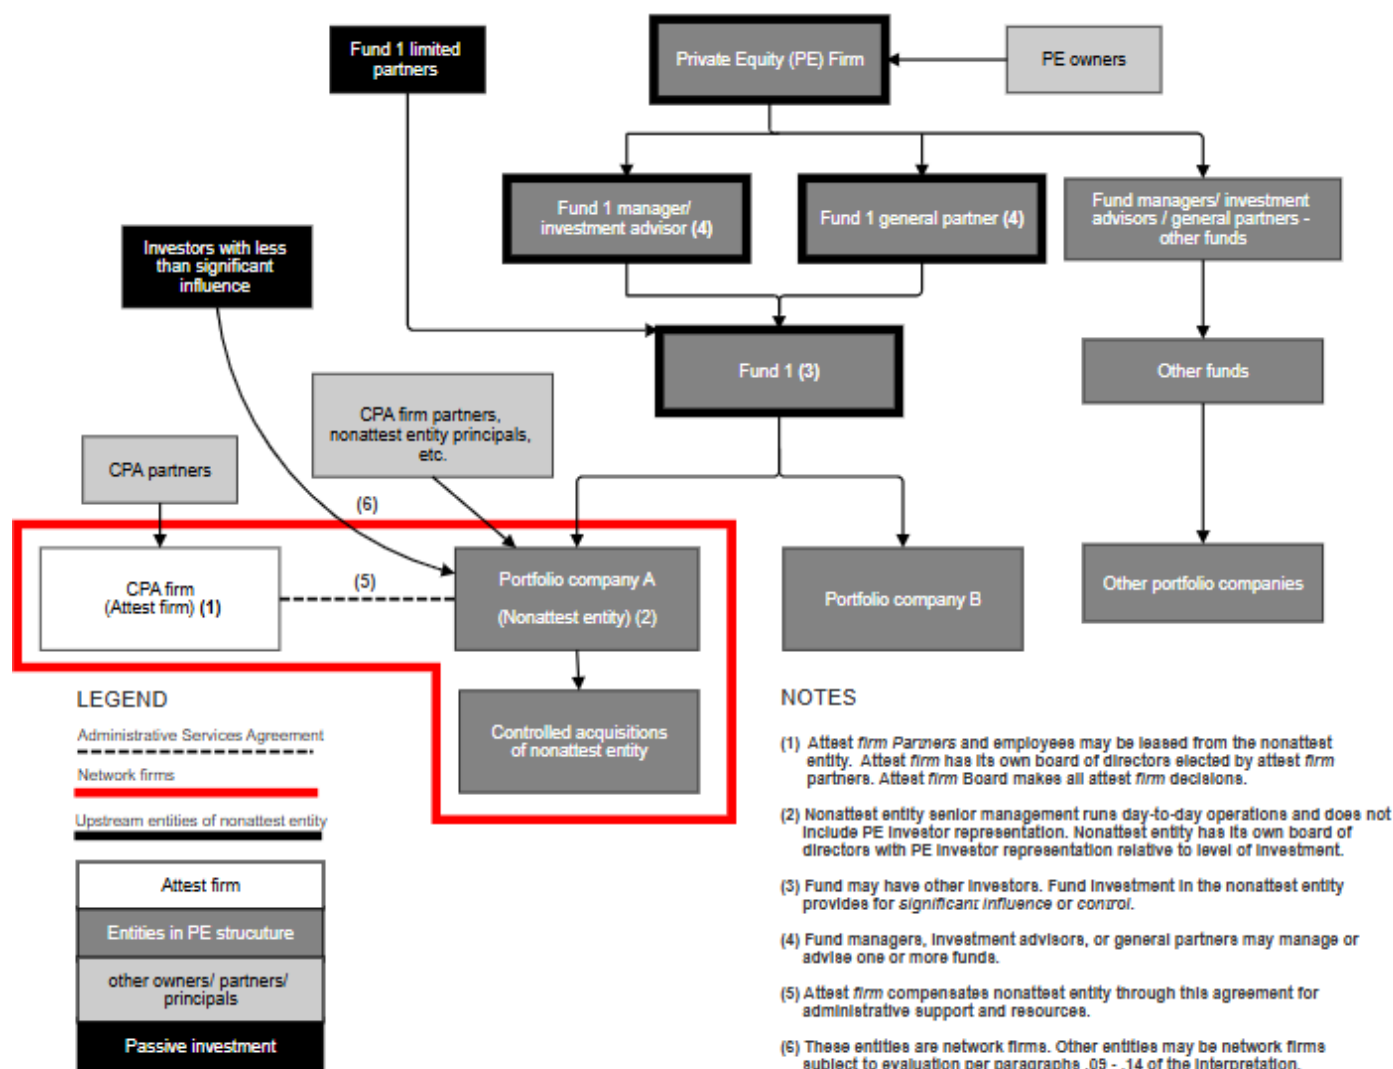 Fund 1 limited
partners
Private Equity (PE) Firm
PE owners
Fund 1 manager/
investment advisor (4)
Fund 1 general partner (4)
Fund managers/ investment
advisors / general partners -
other funds
Investors with less
than significant
influence
Fund 1 (3)
Other funds
CPA firm partners,
nonattest entity principals,
etc.
CPA partners
(6)
CPA firm
(Attest firm) (1)
(5)
Portfolio company A
(Nonattest entity) (2)
Portfolio company B
Other portfolio companies
Controlled acquisitions
of nonattest entity
LEGEND
Administrative Services Agreement
Network firms
Upstream entities of nonattest entity
Attest firm
Entities in PE strucuture
other owners/ partners/
principals
Passive investment
NOTES
(1) Attest firm Partners and employees may be leased from the nonattest
entity. Attest firm has its own board of directors elected by attest firm
partners. Attest firm Board makes all attest firm decisions.
(2) Nonattest entity senior management runs day-to-day operations and does not
include PE Investor representation. Nonattest entity has its own board of
directors with PE Investor representation relative to level of investment.
(3) Fund may have other investors. Fund investment in the nonattest entity
provides for significant influence or control.
(4) Fund managers, investment advisors, or general partners may manage or
advise one or more funds.
(5) Attest firm compensates nonattest entity through this agreement for
administrative support and resources.
(6) These entities are network firms. Other entities may be network firms
subject to evaluation per paragraphs .09 - .14 of the interpretation.